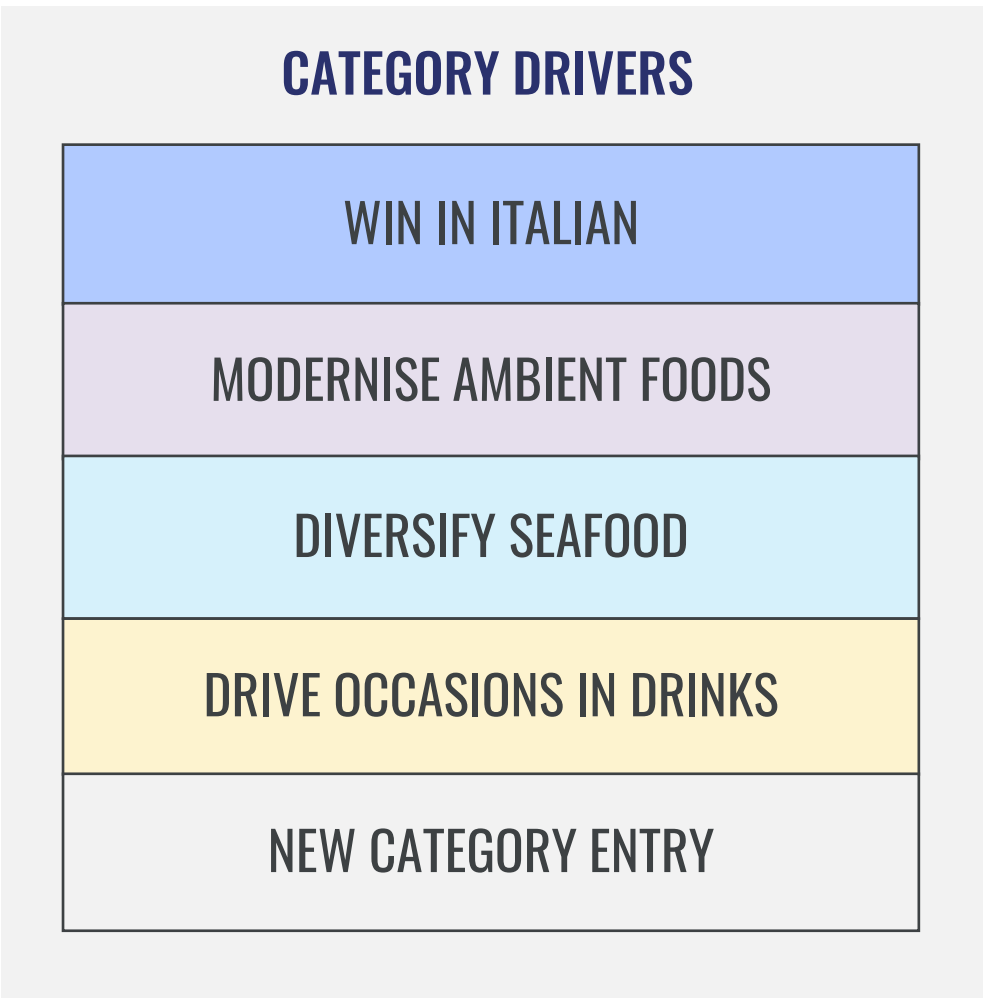 CATEGORY DRIVERS
WIN IN ITALIAN
MODERNISE AMBIENT FOODS
DIVERSIFY SEAFOOD
DRIVE OCCASIONS IN DRINKS
NEW CATEGORY ENTRY